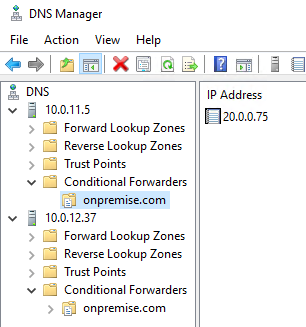 DNS Manager
File Action View Help
DNS
10.0.11.5
Forward Lookup Zones
Reverse Lookup Zones
Trust Points
Conditional Forwarders
onpremise.com
10.0.12.37
Forward Lookup Zones
Reverse Lookup Zones
Trust Points
Conditional Forwarders
onpremise.com
IP Address
20.0.0.75